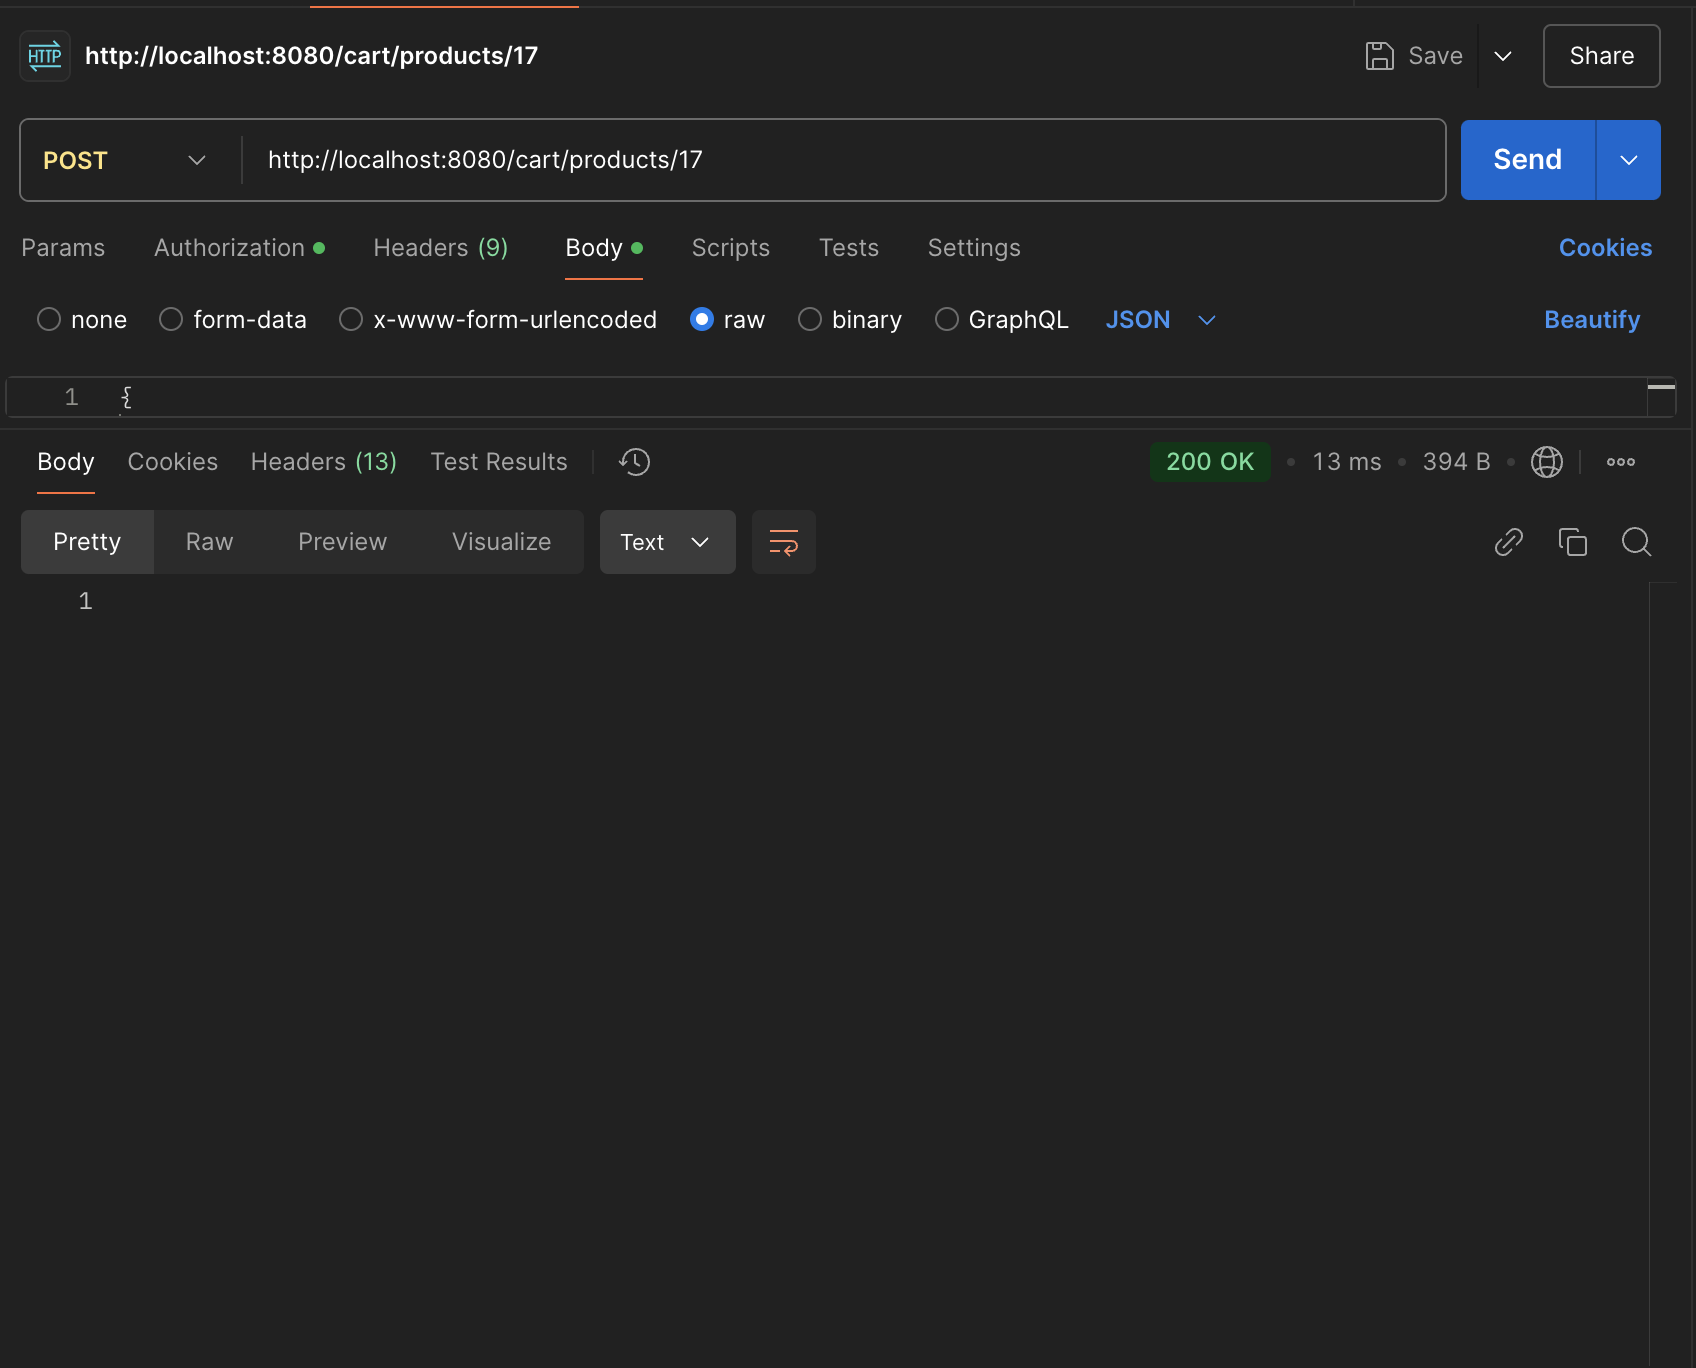 HTTP http://localhost:8080/cart/products/17 Save Share
POST http://localhost:8080/cart/products/17 Send
Params Authorization Headers (9) Body Scripts Tests Settings Cookies
none form-data x-www-form-urlencoded raw binary GraphQL JSON Beautify
1 {
Body Cookies Headers (13) Test Results 200 OK • 13 ms • 394 B •
Pretty Raw Preview Visualize Text
1